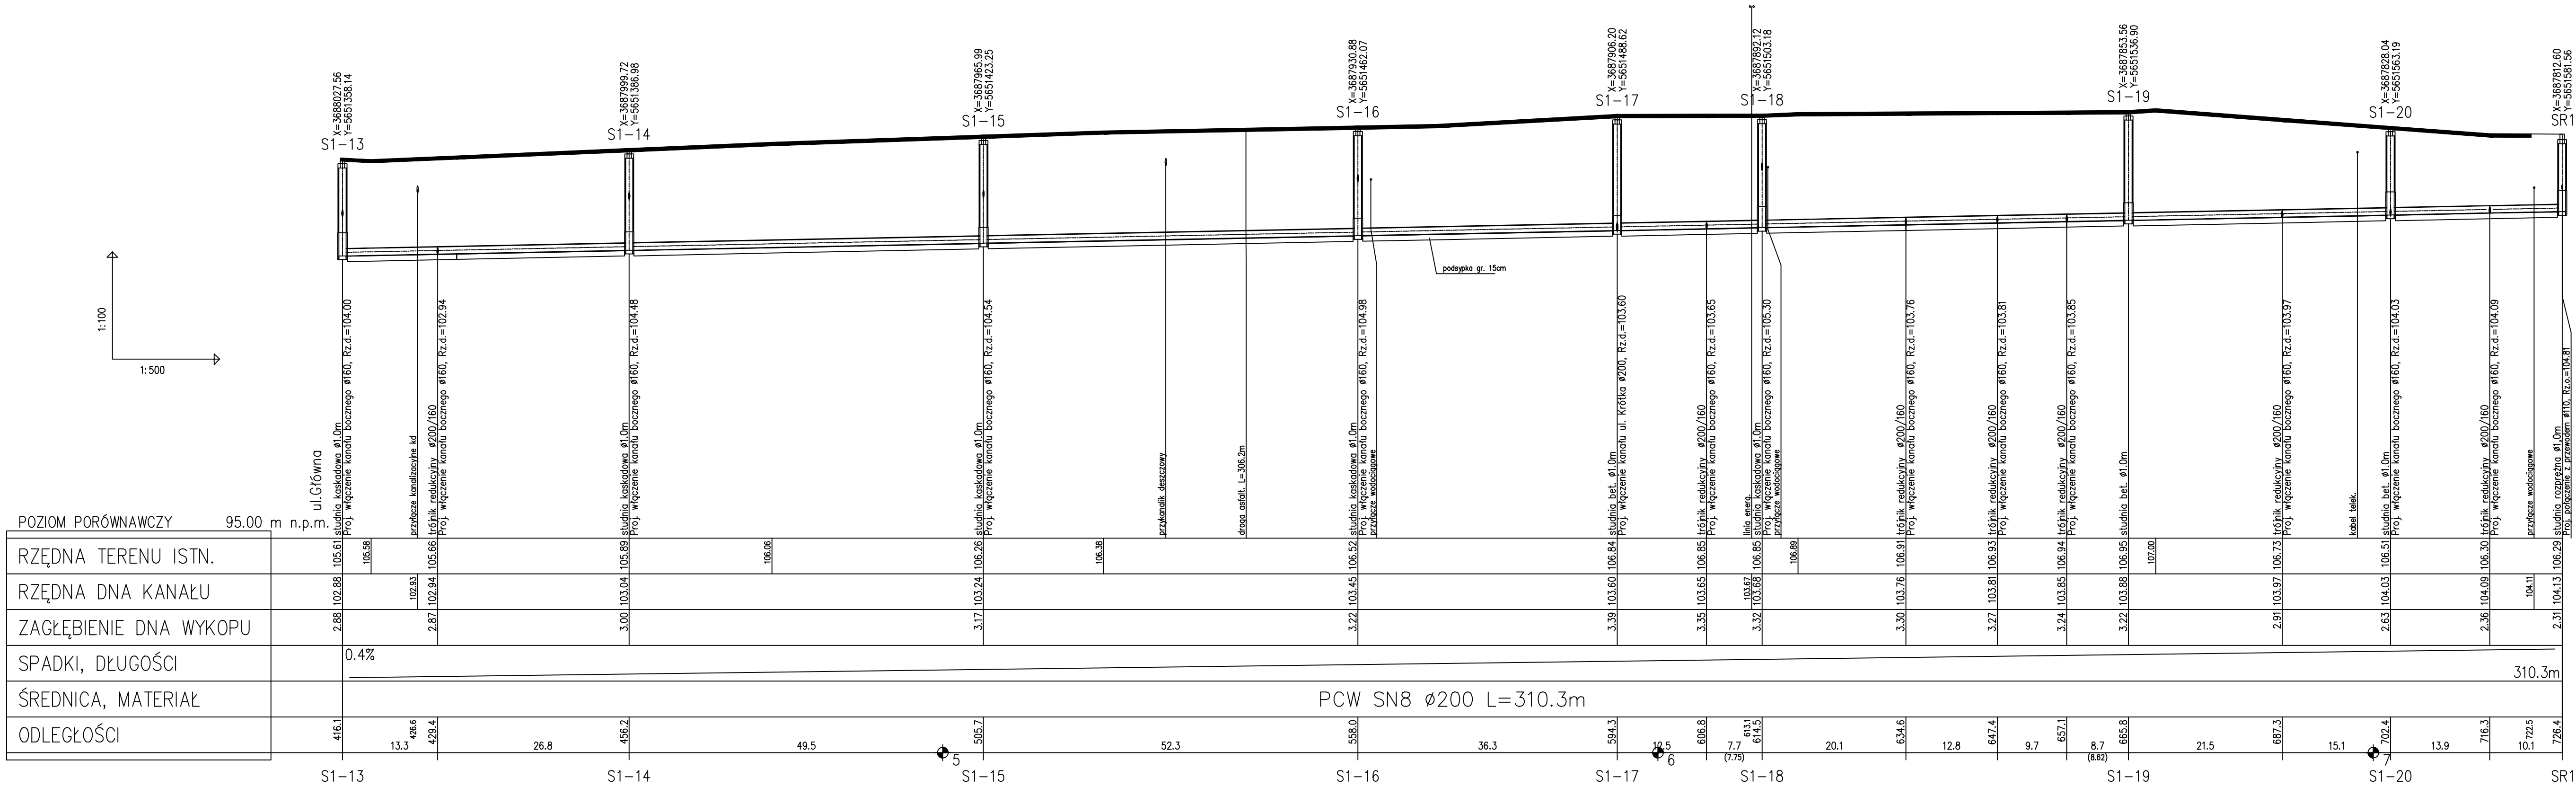 X=3688027.56
Y=5651358.14
S1-13
X=3687999.72
Y=5651386.98
S1-14
X=3687965.99
Y=5651423.25
S1-15
X=3687930.88
Y=5651462.07
S1-16
X=3687906.20
Y=5651488.62
S1-17
X=3687892.12
Y=5651503.18
S1-18
X=3687853.56
Y=5651536.90
S1-19
X=3687828.04
Y=5651563.19
S1-20
X=3687812.60
Y=5651581.56
SR1
1:100
1:500
podsypka gr. 15cm
ul.Główna
studnia kaskadowa ø1.0m
Proj. włączenie kanału bocznego ø160, Rz.d.=104.00
przyłącze kanalizacyjne kd
trójnik redukcyjny ø200/160
Proj. włączenie kanału bocznego ø160, Rz.d.=102.94
studnia kaskadowa ø1.0m
Proj. włączenie kanału bocznego ø160, Rz.d.=104.48
studnia kaskadowa ø1.0m
Proj. włączenie kanału bocznego ø160, Rz.d.=104.54
przykanalik deszczowy
droga asfalt. L=306.2m
studnia kaskadowa ø1.0m
Proj. włączenie kanału bocznego ø160, Rz.d.=104.98
przyłącze wodociągowe
studnia bet. ø1.0m
Proj. włączenie kanału ul. Krótka ø200, Rz.d.=103.60
trójnik redukcyjny ø200/160
Proj. włączenie kanału bocznego ø160, Rz.d.=103.65
linia energ.
studnia kaskadowa ø1.0m
Proj. włączenie kanału bocznego ø160, Rz.d.=105.30
przyłącze wodociągowe
trójnik redukcyjny ø200/160
Proj. włączenie kanału bocznego ø160, Rz.d.=103.76
trójnik redukcyjny ø200/160
Proj. włączenie kanału bocznego ø160, Rz.d.=103.81
trójnik redukcyjny ø200/160
Proj. włączenie kanału bocznego ø160, Rz.d.=103.85
studnia bet. ø1.0m
trójnik redukcyjny ø200/160
Proj. włączenie kanału bocznego ø160, Rz.d.=103.97
kabel telek.
studnia bet. ø1.0m
Proj. włączenie kanału bocznego ø160, Rz.d.=104.03
trójnik redukcyjny ø200/160
Proj. włączenie kanału bocznego ø160, Rz.d.=104.09
przyłącze wodociągowe
studnia rozprężna ø1.0m
Proj. połączenie z przewodem ø110, Rz.o.=104.81
POZIOM PORÓWNAWCZY 95.00 m n.p.m.
RZĘDNA TERENU ISTN. 105.61 105.58 105.66 105.89 106.06 106.26 106.38 106.52 106.84 106.85 106.85 106.89 106.91 106.93 106.94 106.95 107.00 106.73 106.51 106.30 106.29
RZĘDNA DNA KANAŁU 102.88 102.93 102.94 103.04 103.24 103.45 103.60 103.65 103.67 103.68 103.76 103.81 103.85 103.88 103.97 104.03 104.09 104.11 104.13
ZAGŁĘBIENIE DNA WYKOPU 2.88 2.87 3.00 3.17 3.22 3.39 3.35 3.32 3.30 3.27 3.24 3.22 2.91 2.63 2.36 2.31
SPADKI, DŁUGOŚCI 0.4% 310.3m
ŚREDNICA, MATERIAŁ PCW SN8 ø200 L=310.3m
ODLEGŁOŚCI 416.1 426.6 429.4 456.2 505.7 558.0 594.3 606.8 613.1 614.5 634.6 647.4 657.1 665.8 687.3 702.4 716.3 722.5 726.4
13.3 26.8 49.5 52.3 36.3 12.5 7.7 20.1 12.8 9.7 8.7 21.5 15.1 13.9 10.1
(7.75) (8.62)
5 6 7
S1-13 S1-14 S1-15 S1-16 S1-17 S1-18 S1-19 S1-20 SR1